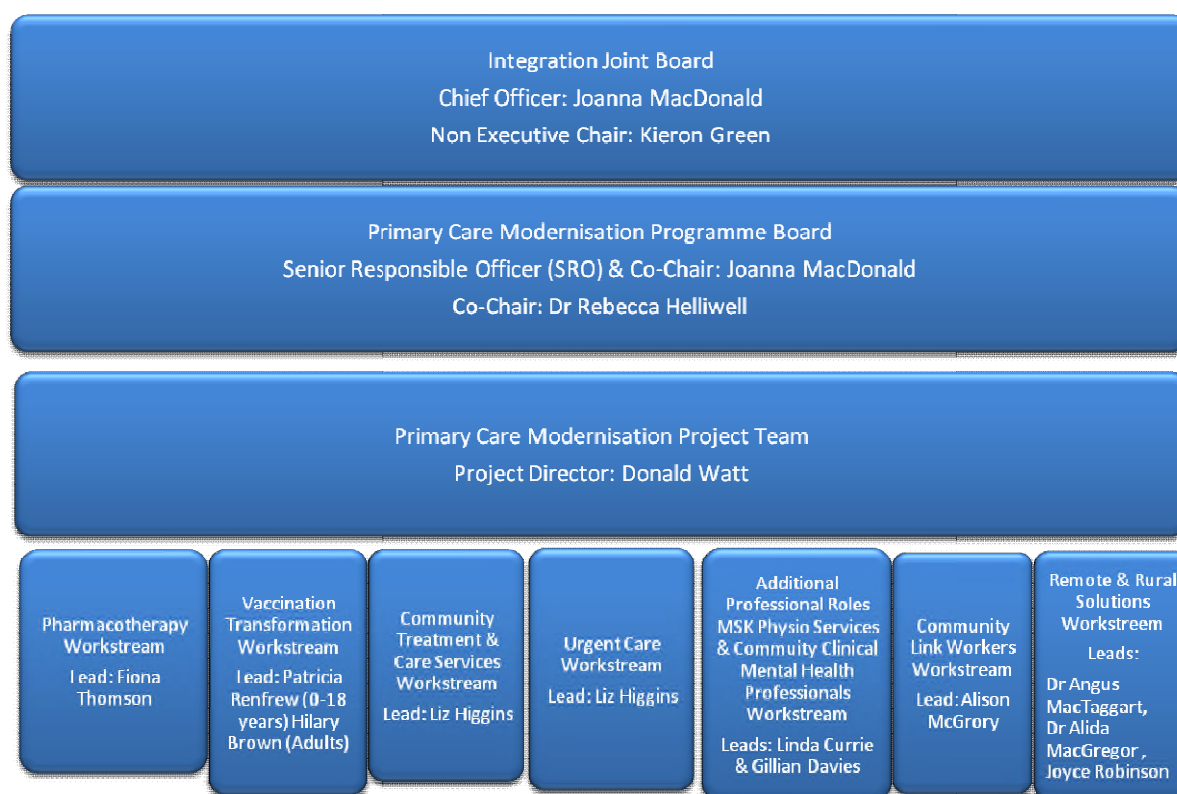 Integration Joint Board
Chief Officer: Joanna MacDonald
Non Executive Chair: Kieron Green
Primary Care Modernisation Programme Board
Senior Responsible Officer (SRO) & Co-Chair: Joanna MacDonald
Co-Chair: Dr Rebecca Helliwell
Primary Care Modernisation Project Team
Project Director: Donald Watt
Pharmacotherapy
Workstream
Lead: Fiona
Thomson
Vaccination
Transformation
Workstream
Lead: Patricia
Renfrew (0-18
years) Hilary
Brown (Adults)
Community
Treatment &
Care Services
Workstream
Lead: Liz Higgins
Urgent Care
Workstream
Lead: Liz Higgins
Additional
Professional Roles
MSK Physio Services
& Commuity Clinical
Mental Health
Professionals
Workstream
Leads: Linda Currie
& Gillian Davies
Community
Link Workers
Workstream
Lead: Alison
McGrory
Remote & Rural
Solutions
Workstreem
Leads:
Dr Angus
MacTaggart,
Dr Alida
MacGregor ,
Joyce Robinson